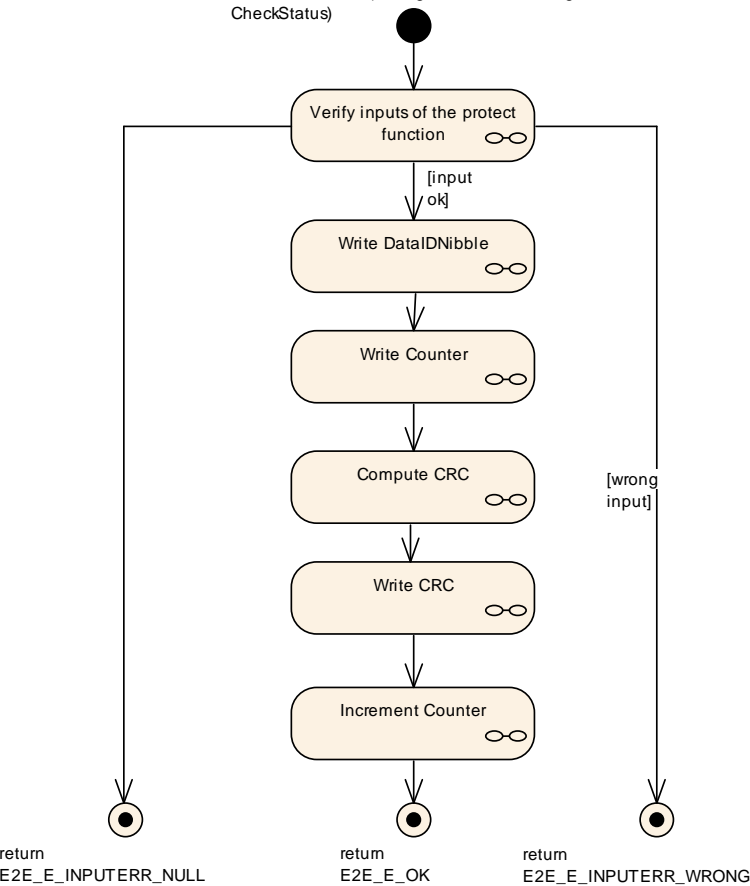 CheckStatus)
Verify inputs of the protect
function
[input
ok]
Write DataIDNibble
Write Counter
Compute CRC
[wrong
input]
Write CRC
Increment Counter
return
E2E_E_INPUTERR_NULL
return
E2E_E_OK
return
E2E_E_INPUTERR_WRONG